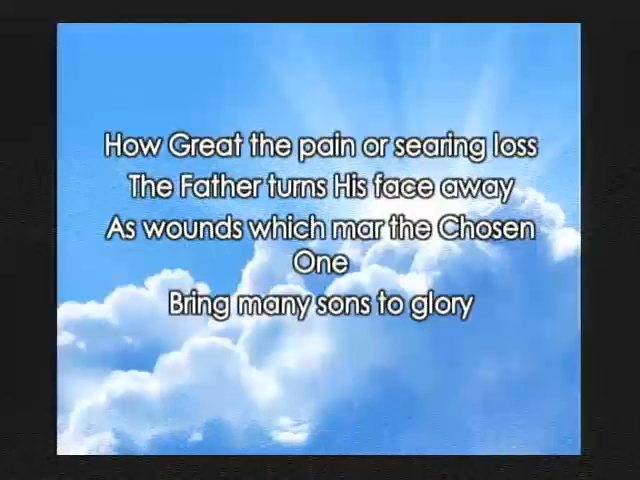 How Great the pain or searing loss
The Father turns His face away
As wounds which mar the Chosen
One
Bring many sons to glory